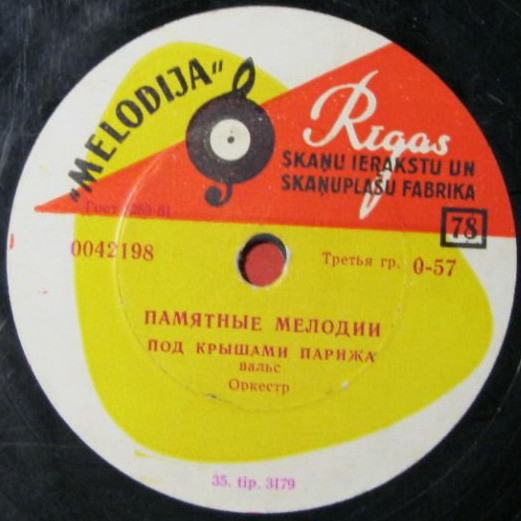 "MELODIJA"
Rīgas
SKAŅU IERAKSTU UN
SKAŅUPLAŠU FABRIKA
78
0042198
Третья гр. 0-57
ПАМЯТНЫЕ МЕЛОДИИ
ПОД КРЫШАМИ ПАРИЖА
вальс
Оркестр
35. tip. 3179